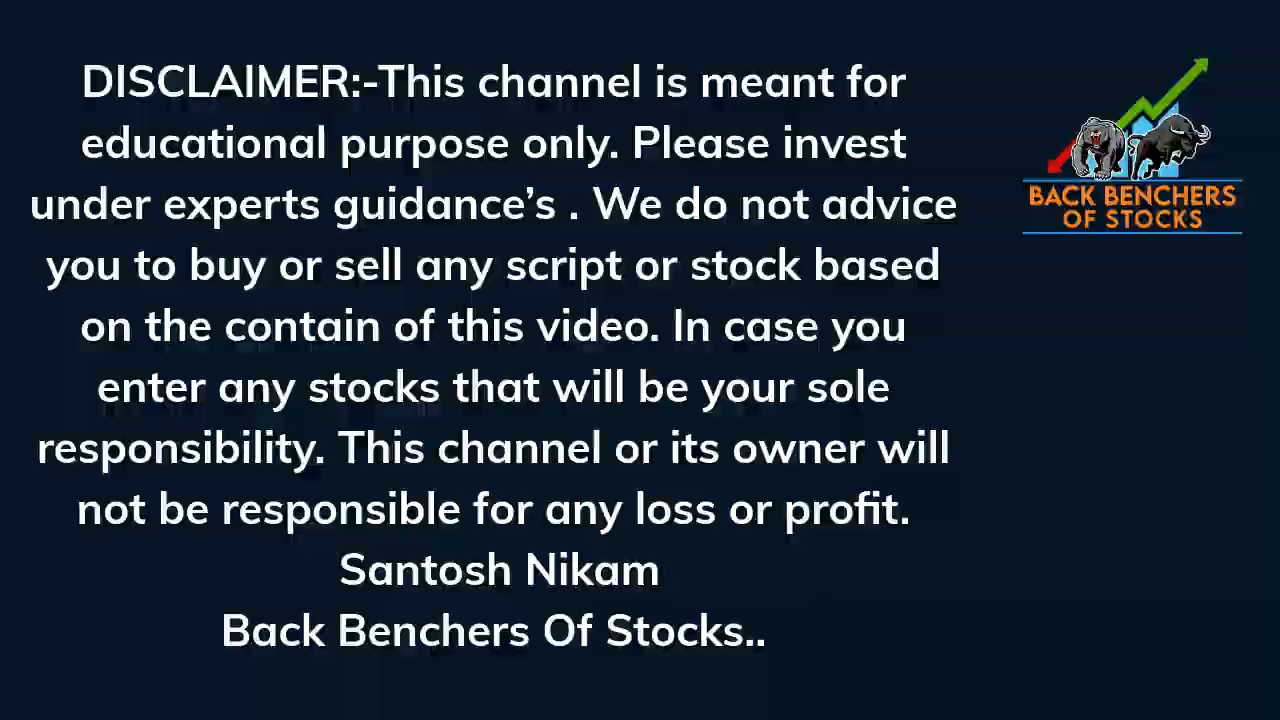 DISCLAIMER:-This channel is meant for
educational purpose only. Please invest
under experts guidance’s . We do not advice
you to buy or sell any script or stock based
on the contain of this video. In case you
enter any stocks that will be your sole
responsibility. This channel or its owner will
not be responsible for any loss or profit.
Santosh Nikam
Back Benchers Of Stocks..
BACK BENCHERS
OF STOCKS